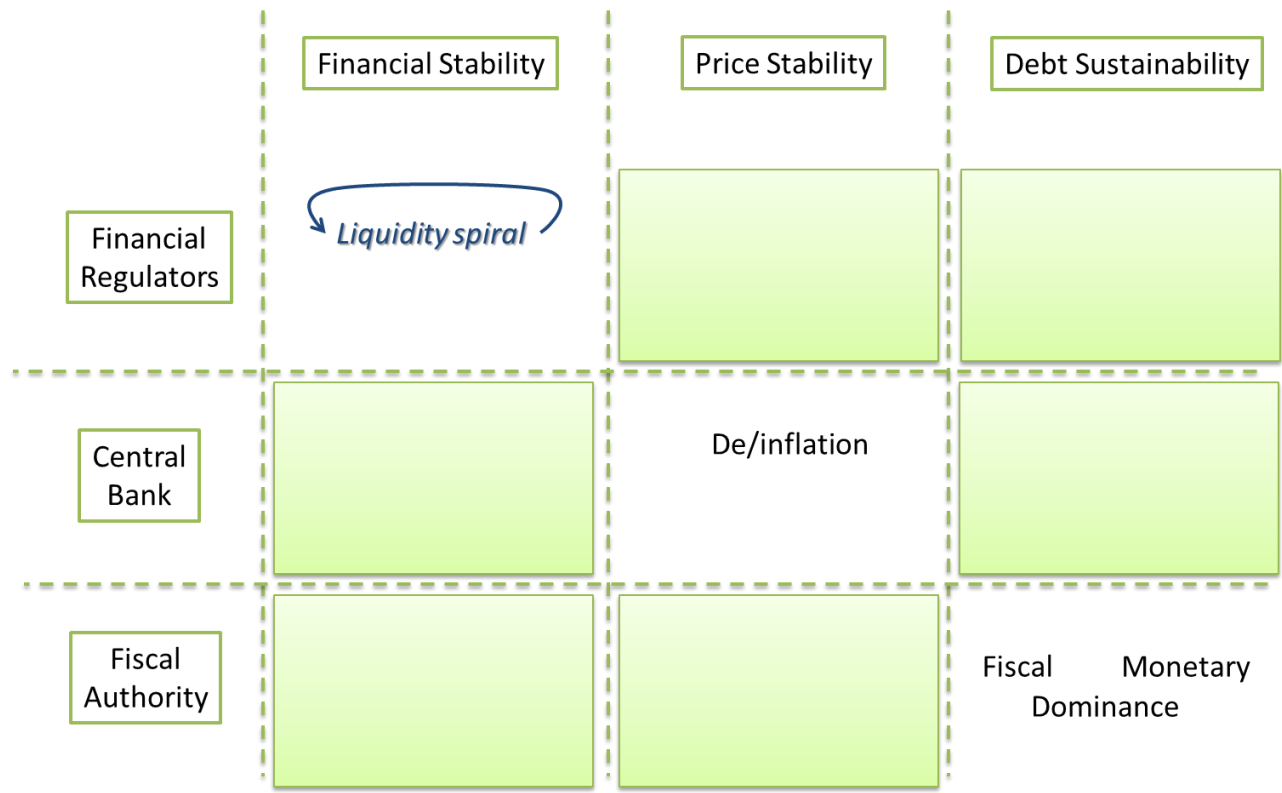 Financial Stability
Price Stability
Debt Sustainability
Financial
Regulators
Liquidity spiral
Central
Bank
De/inflation
Fiscal
Authority
Fiscal Monetary
Dominance